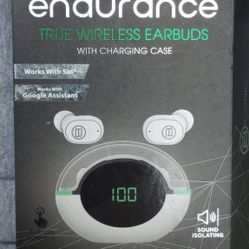 endurance
TRUE WIRELESS EARBUDS
WITH CHARGING CASE
Works With Siri®
Works with
Google Assistant
100
SOUND
ISOLATING